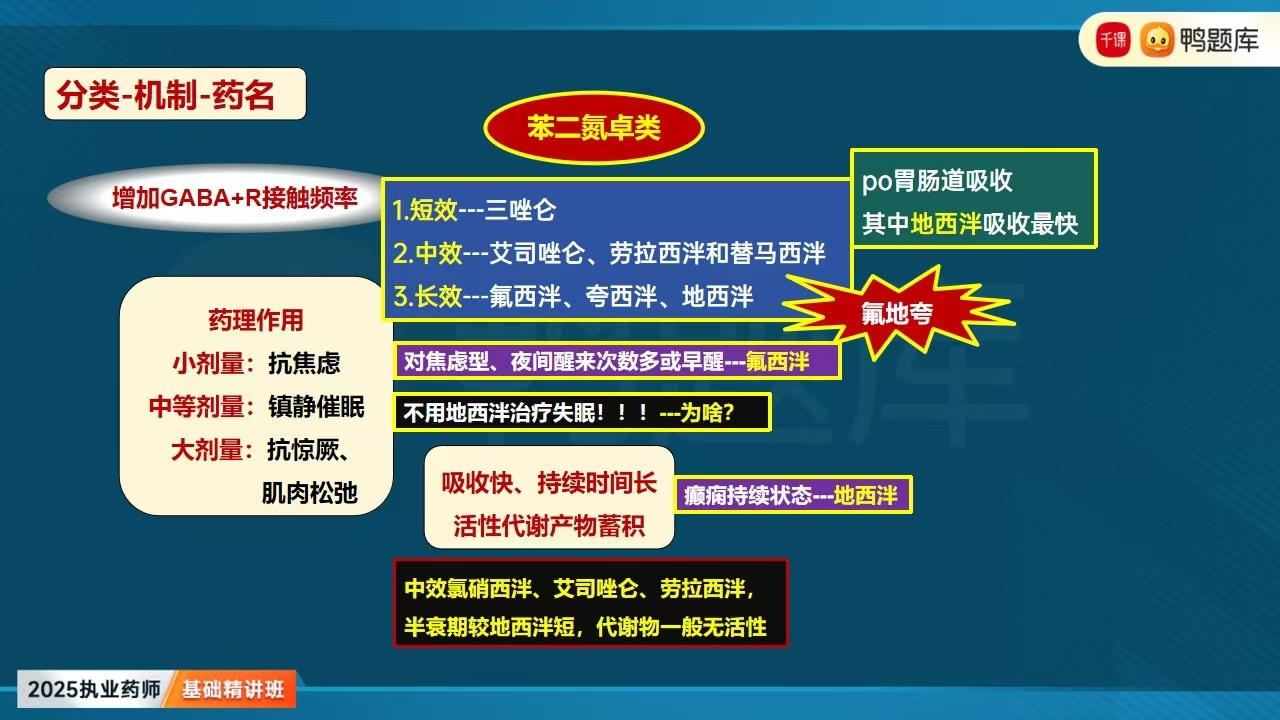 千课 鸭题库
分类-机制-药名
苯二氮卓类
增加GABA+R接触频率
1.短效---三唑仑
2.中效---艾司唑仑、劳拉西泮和替马西泮
3.长效---氟西泮、夸西泮、地西泮
po胃肠道吸收
其中地西泮吸收最快
氟地夸
药理作用
小剂量：抗焦虑
中等剂量：镇静催眠
大剂量：抗惊厥、
肌肉松弛
对焦虑型、夜间醒来次数多或早醒---氟西泮
不用地西泮治疗失眠！！！---为啥？
吸收快、持续时间长
活性代谢产物蓄积
癫痫持续状态---地西泮
中效氯硝西泮、艾司唑仑、劳拉西泮，
半衰期较地西泮短，代谢物一般无活性
2025执业药师 基础精讲班